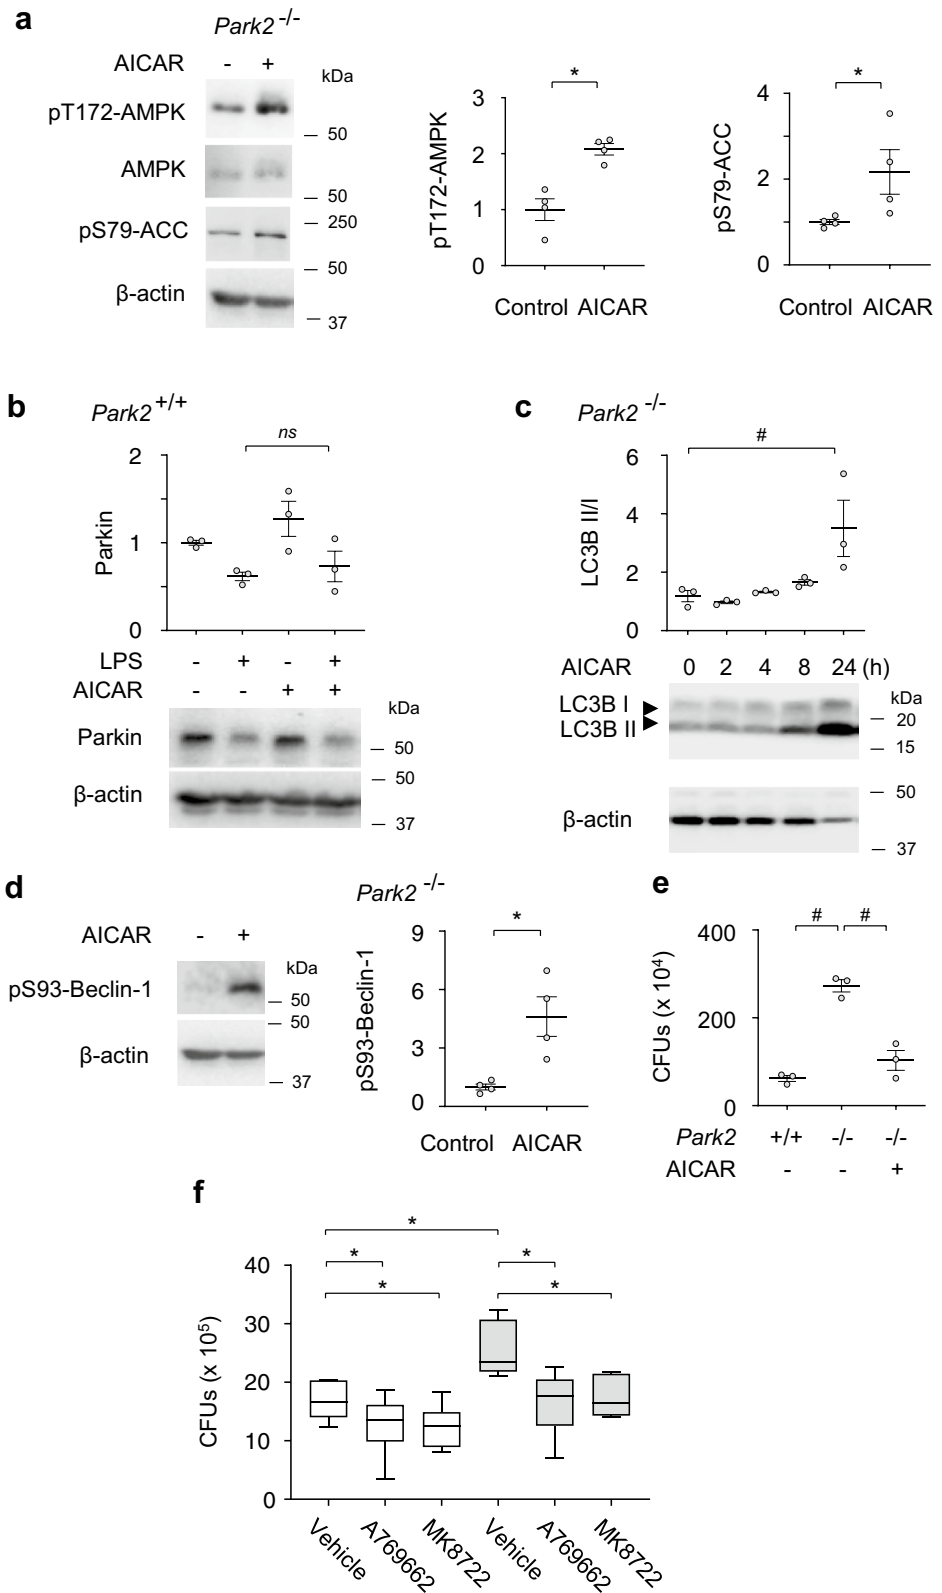 a
Park2 -/-
AICAR - +
kDa
pT172-AMPK
50
AMPK
50
pS79-ACC
250
50
β-actin
37
pT172-AMPK
3
2
1
0
*
Control AICAR
pS79-ACC
4
2
0
*
Control AICAR
b
Park2 +/+
ns
Parkin
2
1
0
LPS - + - +
AICAR - - + +
kDa
Parkin
50
50
β-actin
37
c
Park2 -/-
#
LC3B II/I
6
4
2
0
AICAR 0 2 4 8 24 (h)
kDa
LC3B I
20
LC3B II
15
50
β-actin
37
d
Park2 -/-
AICAR - +
kDa
pS93-Beclin-1
50
50
β-actin
37
pS93-Beclin-1
9
6
3
0
*
Control AICAR
e
# #
CFUs (x 10⁴)
400
200
0
Park2 +/+ -/- -/-
AICAR - - +
f
*
* *
* *
CFUs (x 10⁵)
40
30
20
10
0
Vehicle A769662 MK8722 Vehicle A769662 MK8722